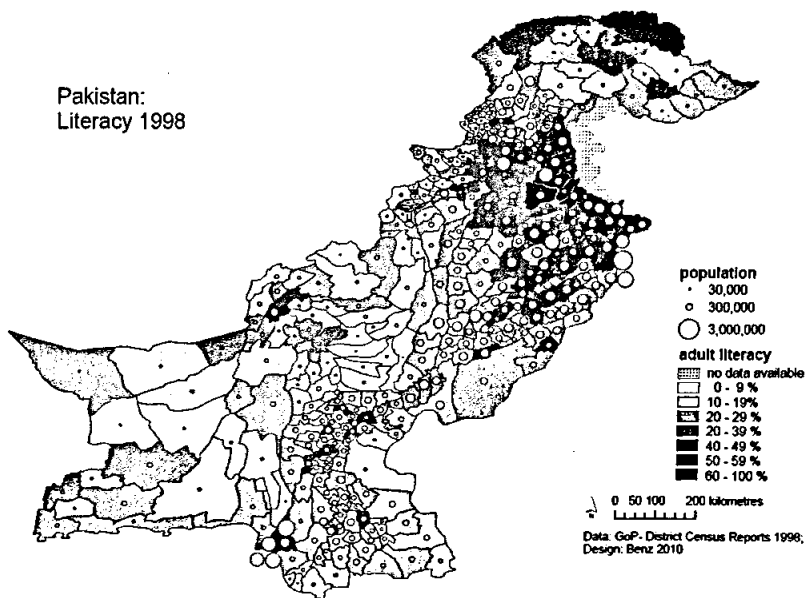 Pakistan:
Literacy 1998
population
30,000
300,000
3,000,000
adult literacy
no data available
0 - 9 %
10 - 19%
20 - 29 %
20 - 39 %
40 - 49 %
50 - 59 %
60 - 100 %
0 50 100 200 kilometres
Data: GoP- District Census Reports 1998;
Design: Benz 2010